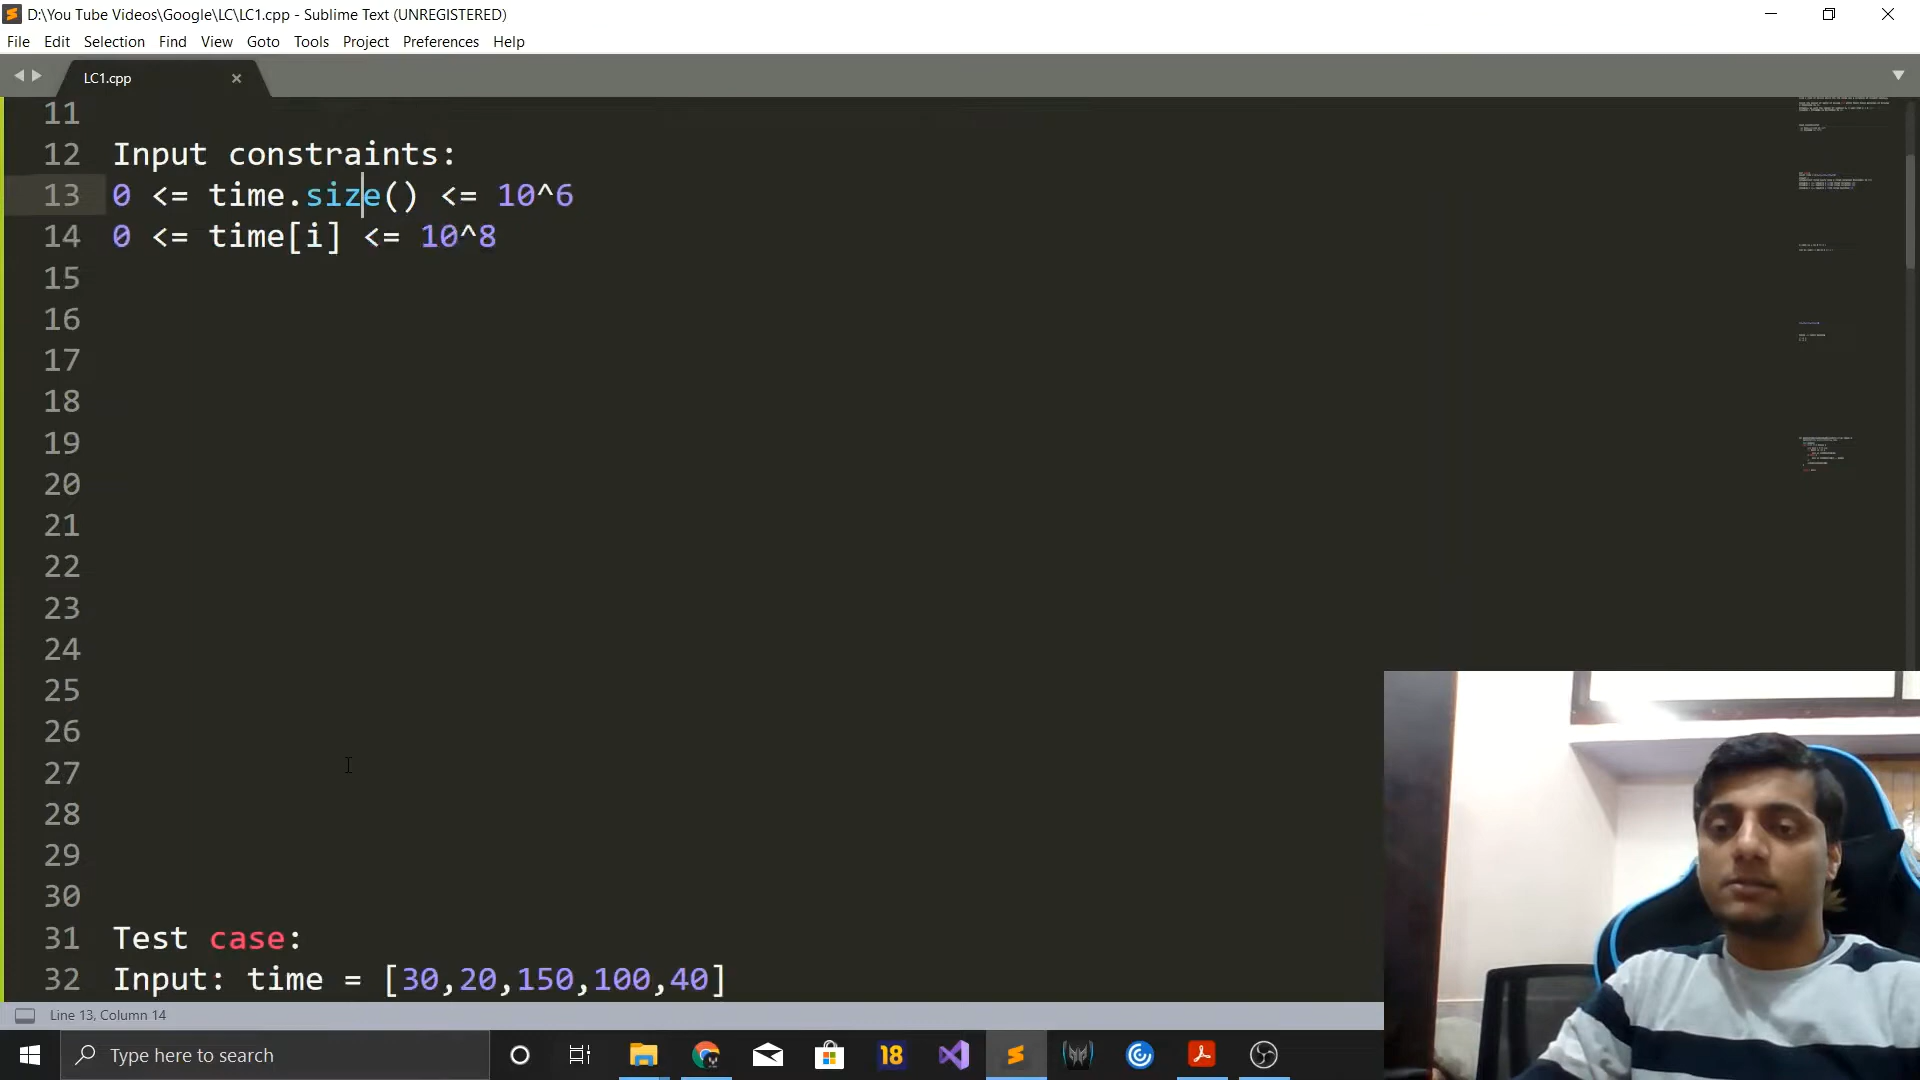 D:\You Tube Videos\Google\LC\LC1.cpp - Sublime Text (UNREGISTERED)
File Edit Selection Find View Goto Tools Project Preferences Help
LC1.cpp
11
12 Input constraints:
13 0 <= time.size() <= 10^6
14 0 <= time[i] <= 10^8
15
16
17
18
19
20
21
22
23
24
25
26
27
28
29
30
31 Test case:
32 Input: time = [30,20,150,100,40]
Line 13, Column 14
Type here to search
18